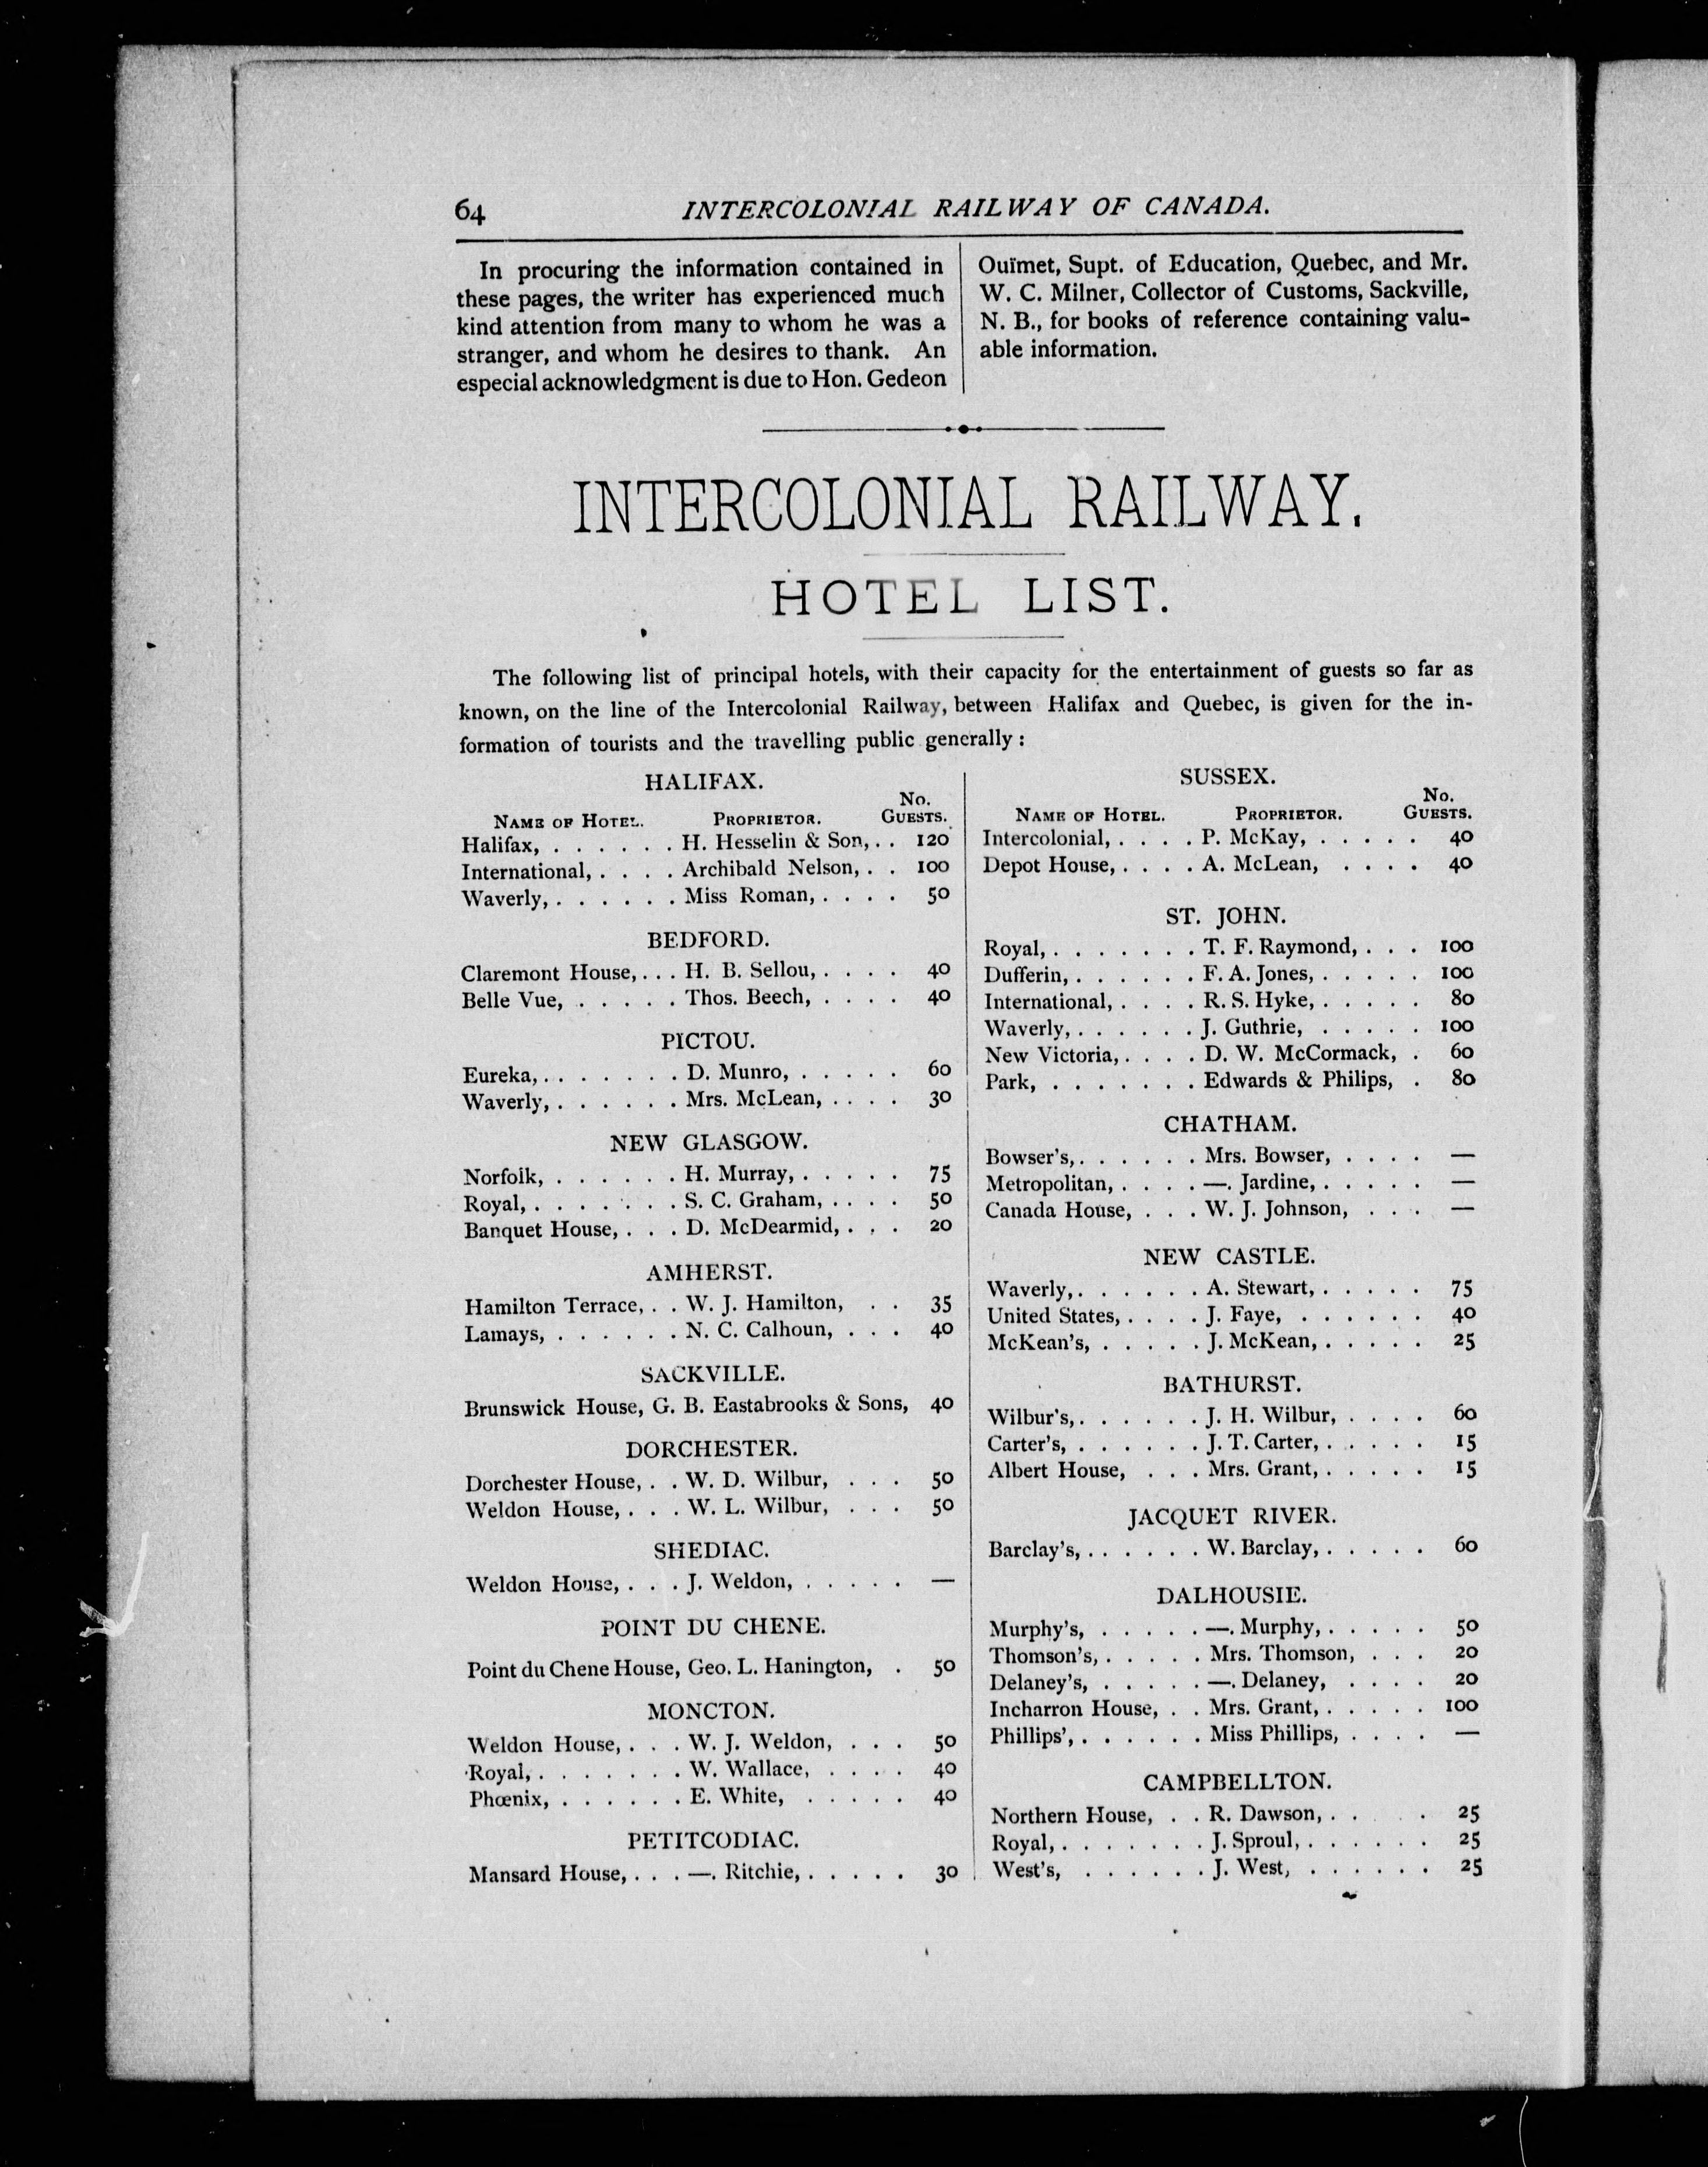 64 INTERCOLONIAL RAILWAY OF CANADA.
In procuring the information contained in
these pages, the writer has experienced much
kind attention from many to whom he was a
stranger, and whom he desires to thank. An
especial acknowledgment is due to Hon. Gedeon
Ouïmet, Supt. of Education, Quebec, and Mr.
W. C. Milner, Collector of Customs, Sackville,
N. B., for books of reference containing valu-
able information.
INTERCOLONIAL RAILWAY.
HOTEL LIST.
The following list of principal hotels, with their capacity for the entertainment of guests so far as
known, on the line of the Intercolonial Railway, between Halifax and Quebec, is given for the in-
formation of tourists and the travelling public generally:
HALIFAX.
NAME OF HOTEL. PROPRIETOR. No. GUESTS.
Halifax, . . . . . . H. Hesselin & Son, . . 120
International, . . . . Archibald Nelson, . . 100
Waverly, . . . . . . Miss Roman, . . . . 50
BEDFORD.
Claremont House, . . . H. B. Sellou, . . . . 40
Belle Vue, . . . . . Thos. Beech, . . . . 40
PICTOU.
Eureka, . . . . . . . D. Munro, . . . . . 60
Waverly, . . . . . . Mrs. McLean, . . . . 30
NEW GLASGOW.
Norfolk, . . . . . . H. Murray, . . . . . 75
Royal, . . . . . . . S. C. Graham, . . . . 50
Banquet House, . . . D. McDearmid, . . . 20
AMHERST.
Hamilton Terrace, . . W. J. Hamilton, . . 35
Lamays, . . . . . . N. C. Calhoun, . . . 40
SACKVILLE.
Brunswick House, G. B. Eastabrooks & Sons, 40
DORCHESTER.
Dorchester House, . . W. D. Wilbur, . . . 50
Weldon House, . . . W. L. Wilbur, . . . 50
SHEDIAC.
Weldon House, . . . J. Weldon, . . . . . —
POINT DU CHENE.
Point du Chene House, Geo. L. Hanington, . 50
MONCTON.
Weldon House, . . . W. J. Weldon, . . . 50
Royal, . . . . . . . W. Wallace, . . . . 40
Phœnix, . . . . . . E. White, . . . . . 40
PETITCODIAC.
Mansard House, . . . —. Ritchie, . . . . . 30
SUSSEX.
NAME OF HOTEL. PROPRIETOR. No. GUESTS.
Intercolonial, . . . . P. McKay, . . . . . 40
Depot House, . . . . A. McLean, . . . . 40
ST. JOHN.
Royal, . . . . . . . T. F. Raymond, . . . 100
Dufferin, . . . . . . F. A. Jones, . . . . . 100
International, . . . . R. S. Hyke, . . . . . 80
Waverly, . . . . . . J. Guthrie, . . . . . 100
New Victoria, . . . . D. W. McCormack, . 60
Park, . . . . . . . Edwards & Philips, . 80
CHATHAM.
Bowser's, . . . . . . Mrs. Bowser, . . . . —
Metropolitan, . . . . —. Jardine, . . . . . —
Canada House, . . . W. J. Johnson, . . . —
NEW CASTLE.
Waverly, . . . . . . A. Stewart, . . . . . 75
United States, . . . . J. Faye, . . . . . . 40
McKean's, . . . . . J. McKean, . . . . . 25
BATHURST.
Wilbur's, . . . . . . J. H. Wilbur, . . . . 60
Carter's, . . . . . . J. T. Carter, . . . . . 15
Albert House, . . . Mrs. Grant, . . . . . 15
JACQUET RIVER.
Barclay's, . . . . . . W. Barclay, . . . . . 60
DALHOUSIE.
Murphy's, . . . . . —. Murphy, . . . . . 50
Thomson's, . . . . . Mrs. Thomson, . . . 20
Delaney's, . . . . . —. Delaney, . . . . 20
Incharron House, . . Mrs. Grant, . . . . . 100
Phillips', . . . . . . Miss Phillips, . . . . —
CAMPBELLTON.
Northern House, . . R. Dawson, . . . . 25
Royal, . . . . . . . J. Sproul, . . . . . . 25
West's, . . . . . . J. West, . . . . . . 25